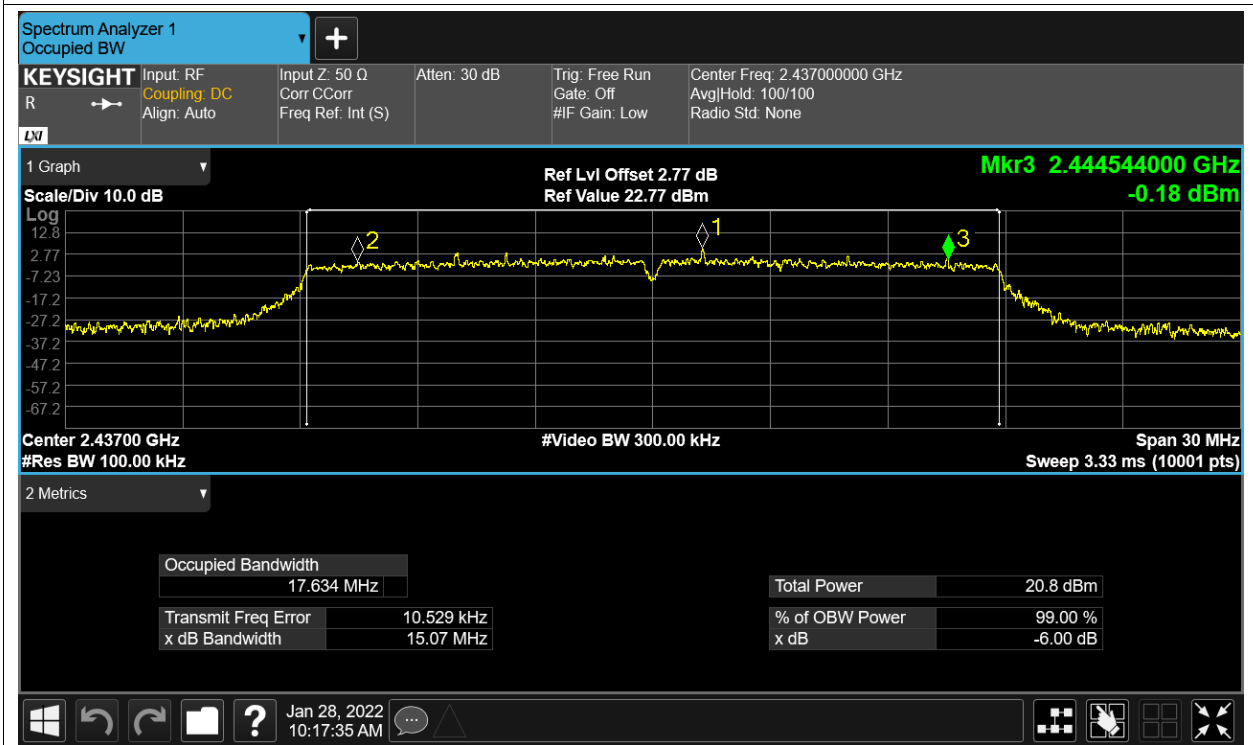 Spectrum Analyzer 1
Occupied BW
KEYSIGHT
R
LXI
Input: RF
Coupling: DC
Align: Auto
Input Z: 50 Ω
Corr CCorr
Freq Ref: Int (S)
Atten: 30 dB
Trig: Free Run
Gate: Off
#IF Gain: Low
Center Freq: 2.437000000 GHz
Avg|Hold: 100/100
Radio Std: None
1 Graph
Scale/Div 10.0 dB
Ref Lvl Offset 2.77 dB
Ref Value 22.77 dBm
Mkr3 2.444544000 GHz
-0.18 dBm
Log
12.8
2.77
-7.23
-17.2
-27.2
-37.2
-47.2
-57.2
-67.2
2
1
3
Center 2.43700 GHz
#Video BW 300.00 kHz
Span 30 MHz
#Res BW 100.00 kHz
Sweep 3.33 ms (10001 pts)
2 Metrics
Occupied Bandwidth
17.634 MHz
Transmit Freq Error 10.529 kHz
x dB Bandwidth 15.07 MHz
Total Power 20.8 dBm
% of OBW Power 99.00 %
x dB -6.00 dB
?
Jan 28, 2022
10:17:35 AM